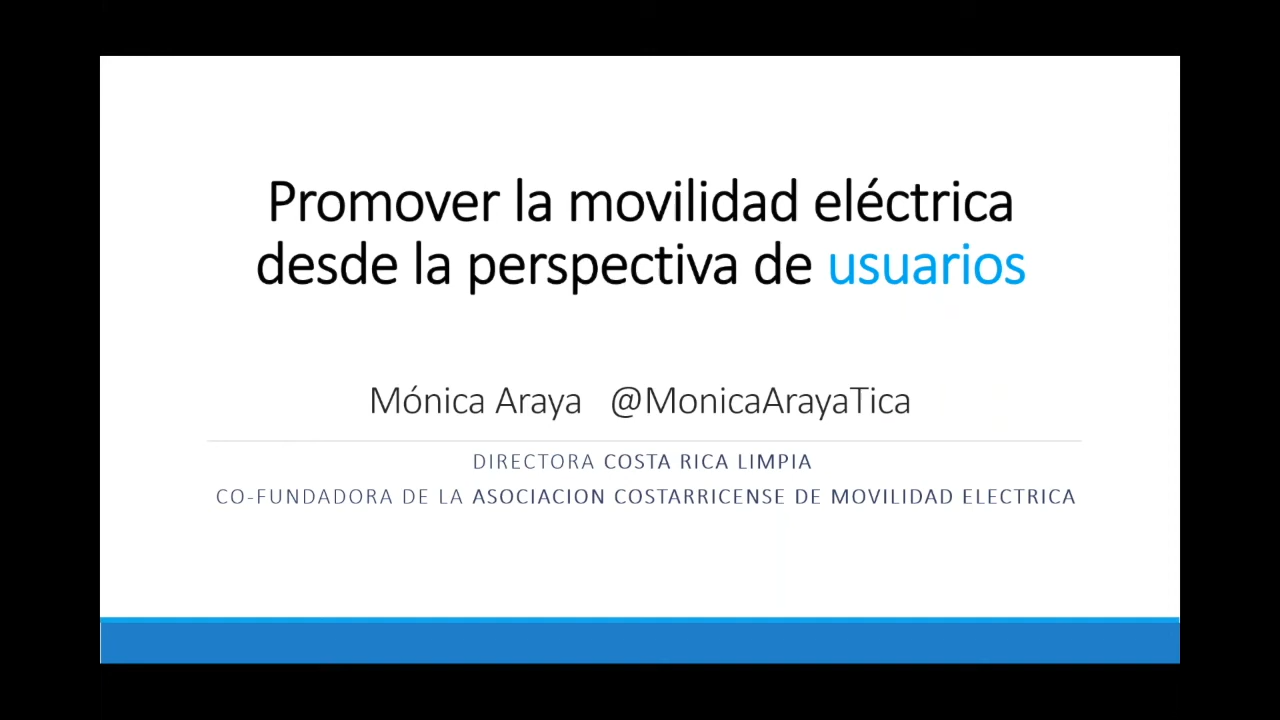 Promover la movilidad eléctrica
desde la perspectiva de usuarios
Mónica Araya @MonicaArayaTica
DIRECTORA COSTA RICA LIMPIA
CO-FUNDADORA DE LA ASOCIACION COSTARRICENSE DE MOVILIDAD ELECTRICA